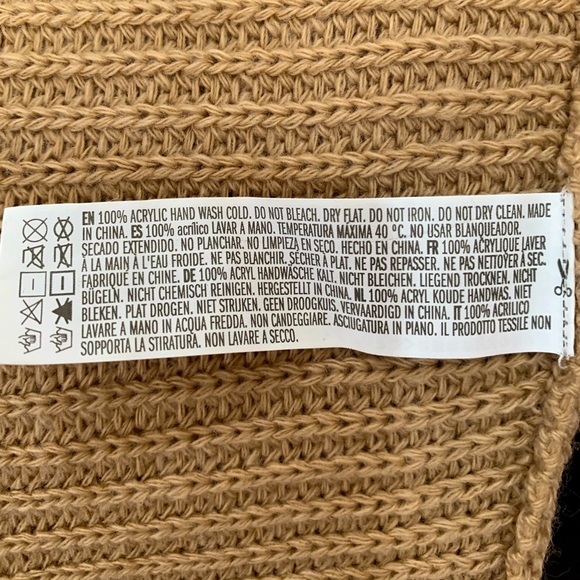 EN 100% ACRYLIC HAND WASH COLD. DO NOT BLEACH. DRY FLAT. DO NOT IRON. DO NOT DRY CLEAN. MADE
IN CHINA. ES 100% acrílico LAVAR A MANO. TEMPERATURA MÁXIMA 40 °C. NO USAR BLANQUEADOR.
SECADO EXTENDIDO. NO PLANCHAR. NO LIMPIEZA EN SECO. HECHO EN CHINA. FR 100% ACRYLIQUE LAVER
À LA MAIN À L'EAU FROIDE. NE PAS BLANCHIR. SÉCHER À PLAT. NE PAS REPASSER. NE PAS NETTOYER À SEC.
FABRIQUÉ EN CHINE. DE 100% ACRYL HANDWÄSCHE KALT. NICHT BLEICHEN. LIEGEND TROCKNEN. NICHT
BÜGELN. NICHT CHEMISCH REINIGEN. HERGESTELLT IN CHINA. NL 100% ACRYL KOUDE HANDWAS. NIET
BLEKEN. PLAT DROGEN. NIET STRIJKEN. GEEN DROOGKUIS. VERVAARDIGD IN CHINA. IT 100% ACRILICO
LAVARE A MANO IN ACQUA FREDDA. NON CANDEGGIARE. ASCIUGATURA IN PIANO. IL PRODOTTO TESSILE NON
SOPPORTA LA STIRATURA. NON LAVARE A SECCO.